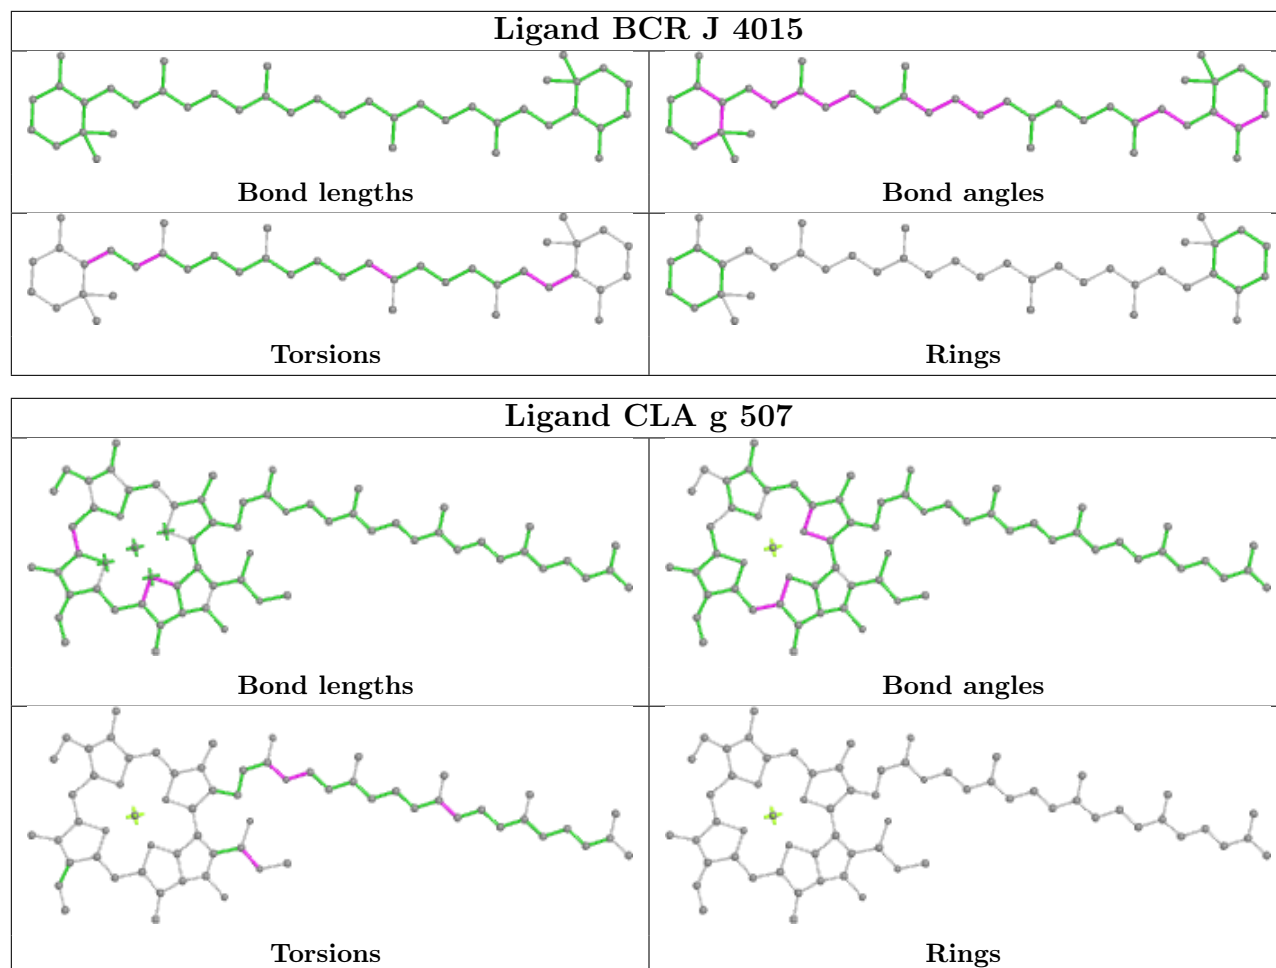 Ligand BCR J 4015
Bond lengths
Bond angles
Torsions
Rings
Ligand CLA g 507
Bond lengths
Bond angles
Torsions
Rings